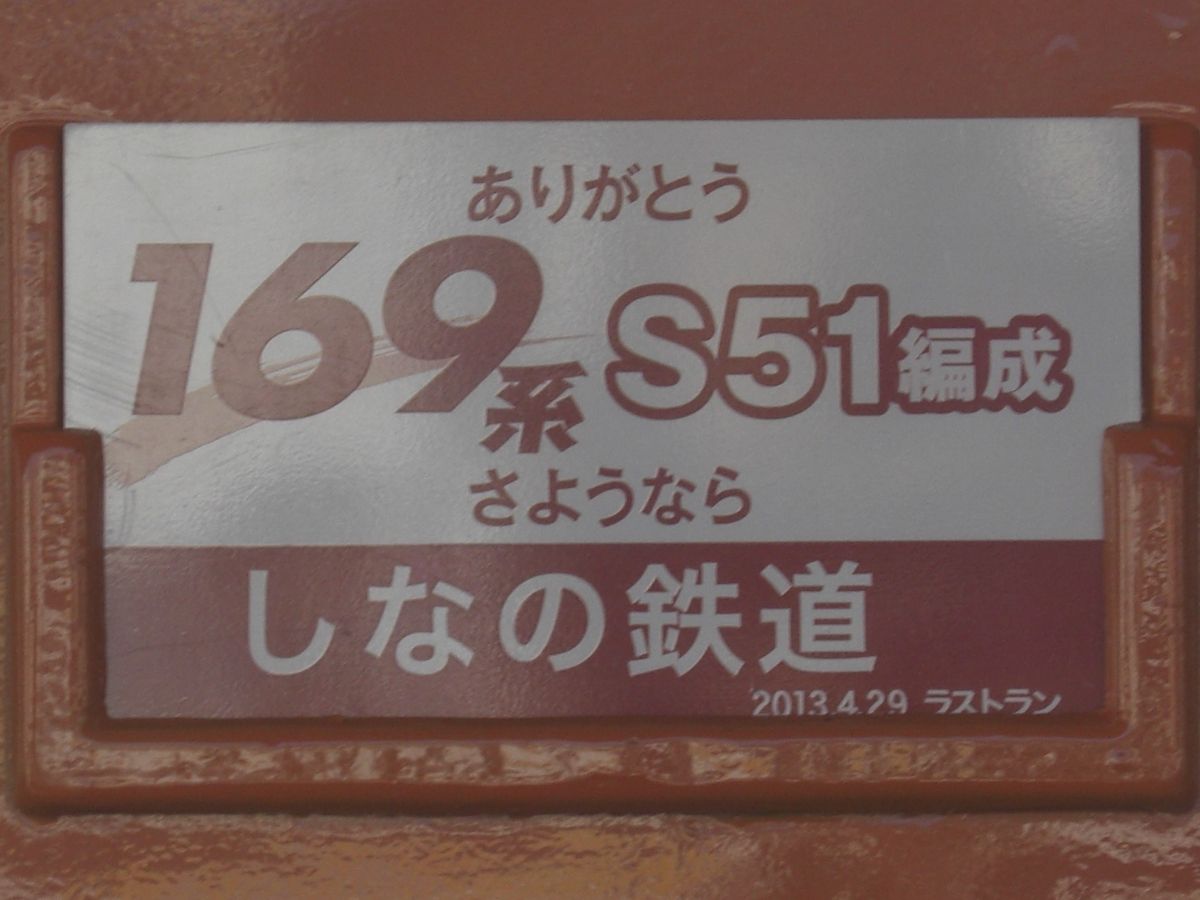 ありがとう
169系 S51編成
さようなら
しなの鉄道
2013.4.29 ラストラン